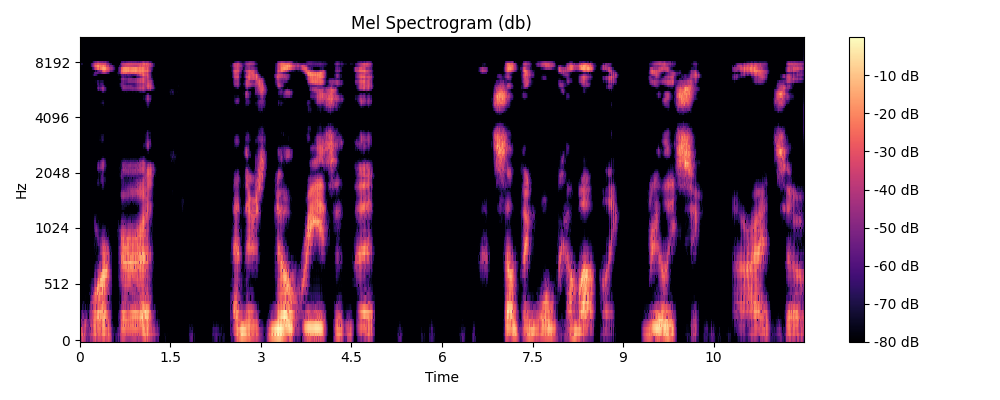 Mel Spectrogram (db)
8192
4096
2048
1024
512
0
Hz
0 1.5 3 4.5 6 7.5 9 10
Time
-10 dB
-20 dB
-30 dB
-40 dB
-50 dB
-60 dB
-70 dB
-80 dB